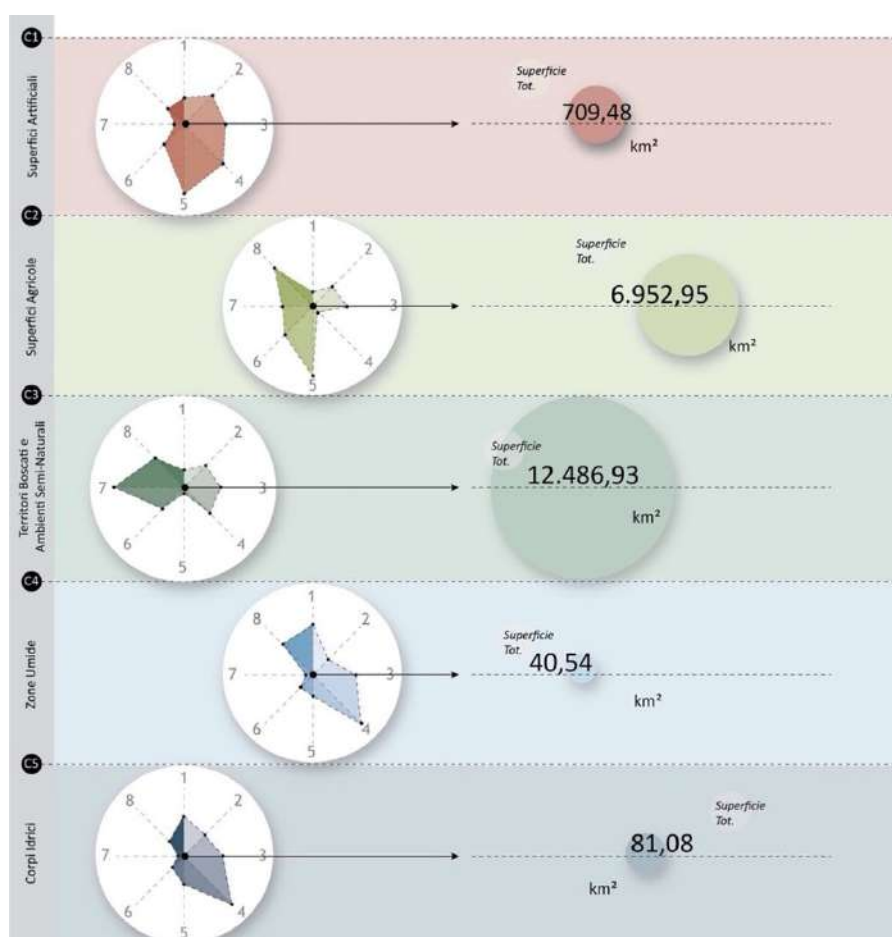 C1
Superfici Artificiali
1
2
3
4
5
6
7
8
Superficie
Tot.
709,48
km²
C2
Superfici Agricole
1
2
3
4
5
6
7
8
Superficie
Tot.
6.952,95
km²
C3
Territori Boscati e
Ambienti Semi-Naturali
1
2
3
4
5
6
7
8
Superficie
Tot.
12.486,93
km²
C4
Zone Umide
1
2
3
4
5
6
7
8
Superficie
Tot.
40,54
km²
C5
Corpi Idrici
1
2
3
4
5
6
7
8
Superficie
Tot.
81,08
km²